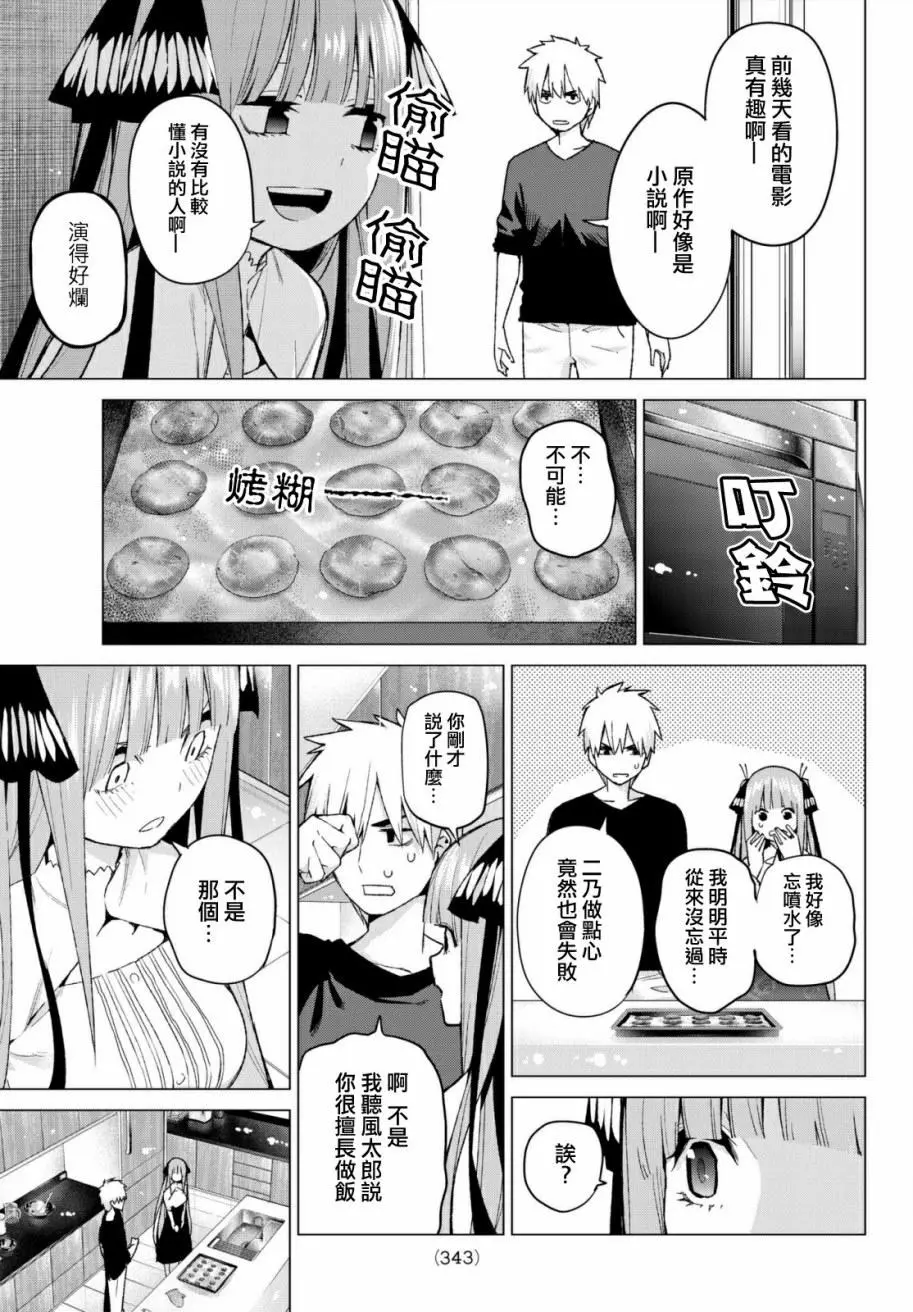 前幾天看的電影
真有趣啊ー
原作好像是
小說啊ー
偷瞄
偷瞄
有沒有比較
懂小說的人啊ー
演得好爛
叮鈴
不…
不可能…
烤糊
我好像
忘噴水了…
我明明平時
從來沒忘過…
二乃做點心
竟然也會失敗
你剛才
說了什麼…
啊 不是
我聽風太郎說
你很擅長做飯
不是
那個…
誒？
（343）